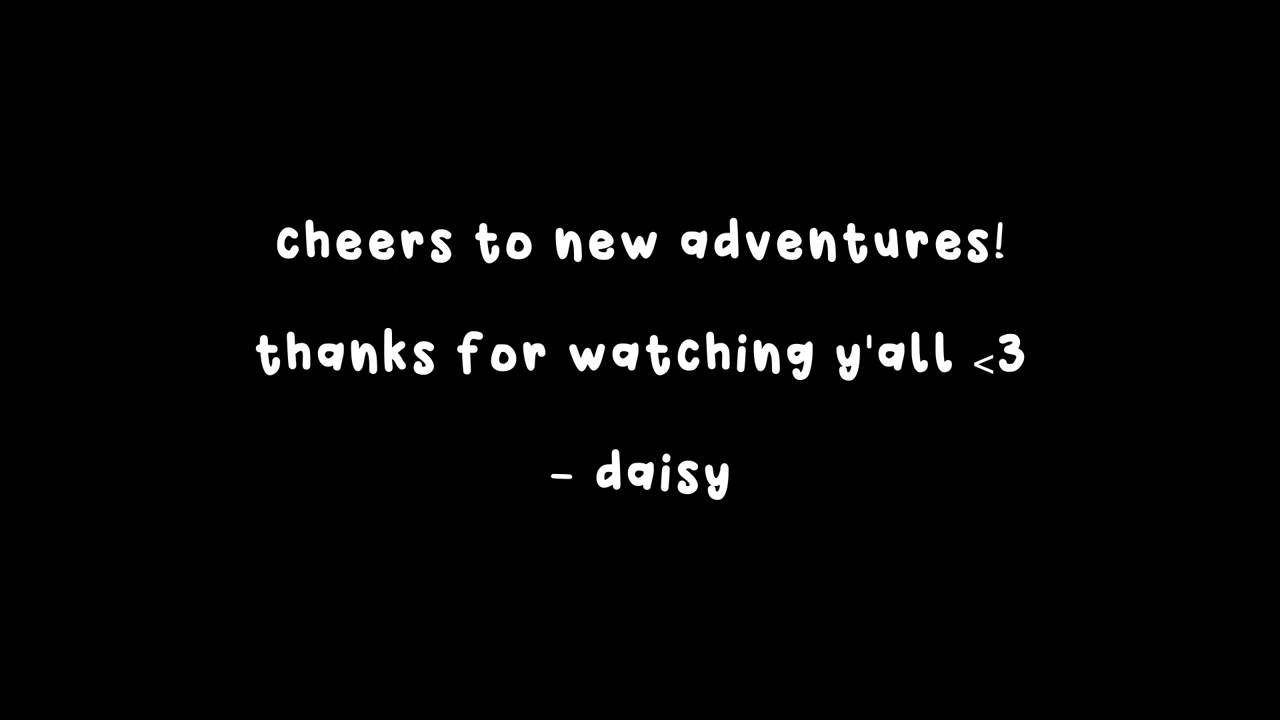 cheers to new adventures!
thanks for watching y'all <3
- daisy